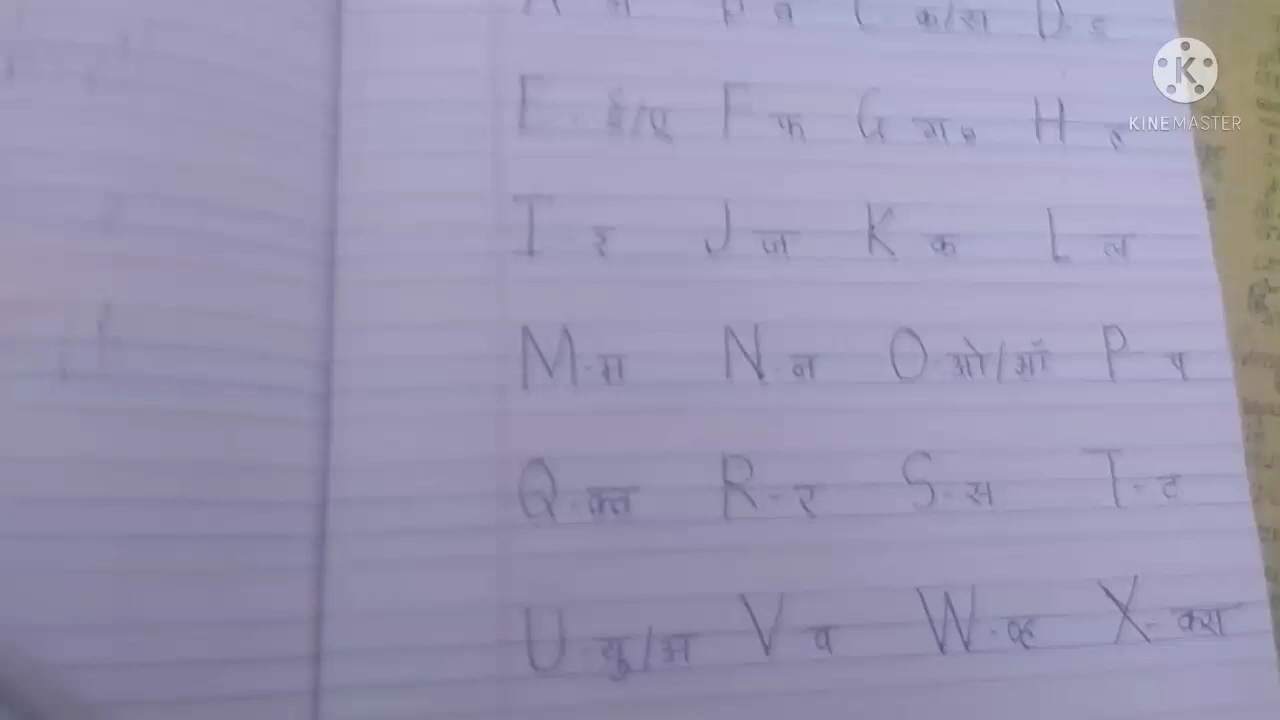 C क/स D ड
E ई/ए F फ G ग H ह
I इ J ज K क L ल
M-म N-न O-ओ/ऑ P प
Q-क्त R-र S-स T-ट
U-यु/अ V व W-व्ह X-क्स
KINEMASTER